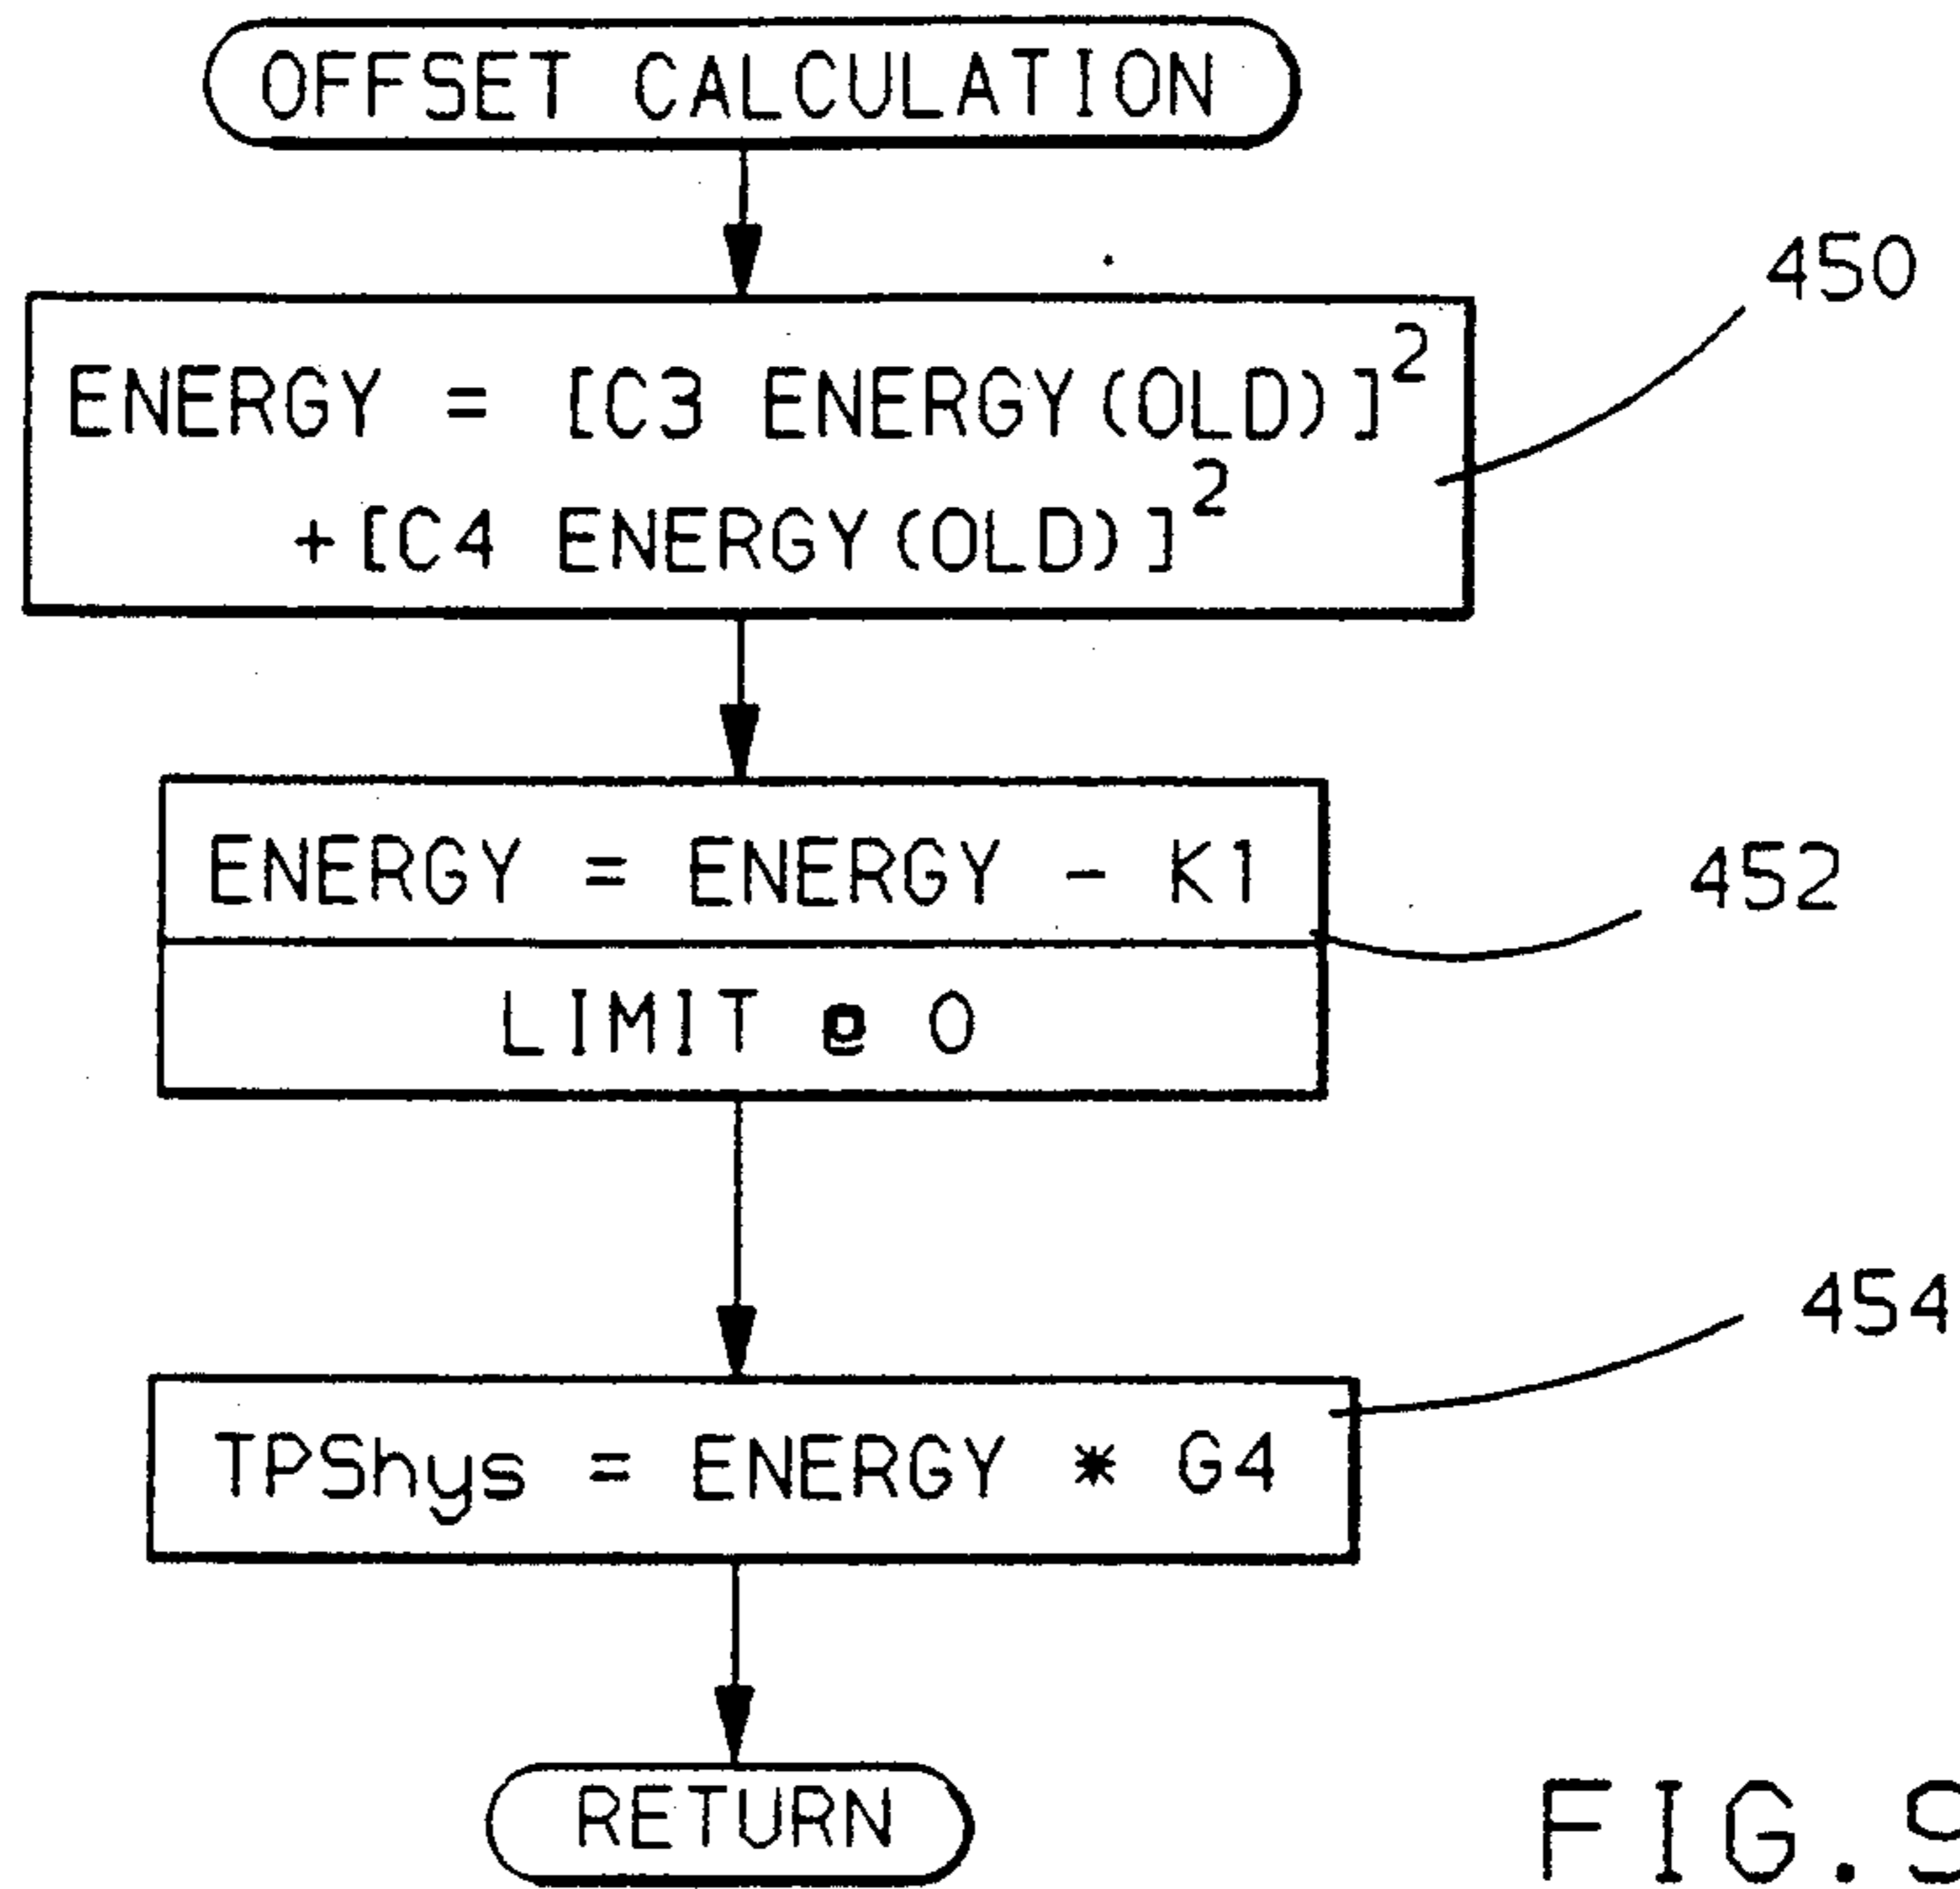 OFFSET CALCULATION
450
ENERGY = [C3 ENERGY(OLD)]²
+[C4 ENERGY(OLD)]²
ENERGY = ENERGY - K1
452
LIMIT @ 0
454
TPShys = ENERGY * G4
RETURN
FIG.9